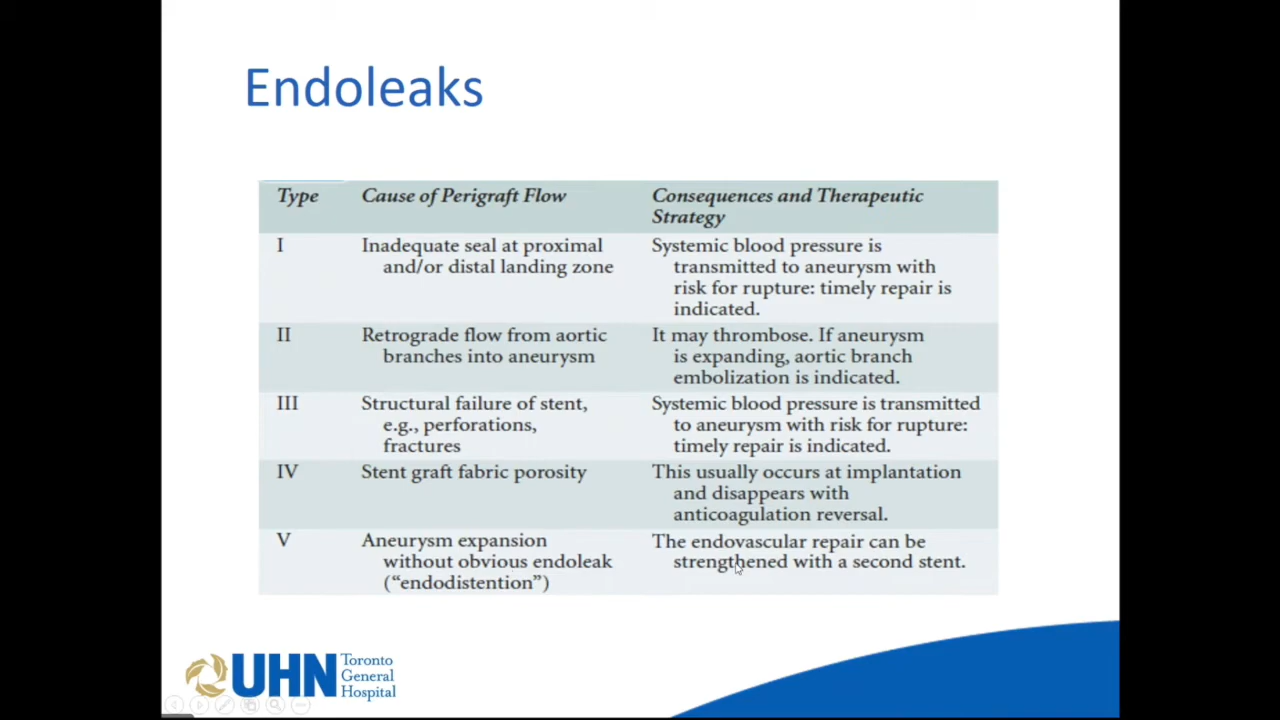 Endoleaks
Type Cause of Perigraft Flow Consequences and Therapeutic
Strategy
I Inadequate seal at proximal Systemic blood pressure is
and/or distal landing zone transmitted to aneurysm with
risk for rupture: timely repair is
indicated.
II Retrograde flow from aortic It may thrombose. If aneurysm
branches into aneurysm is expanding, aortic branch
embolization is indicated.
III Structural failure of stent, Systemic blood pressure is transmitted
e.g., perforations, to aneurysm with risk for rupture:
fractures timely repair is indicated.
IV Stent graft fabric porosity This usually occurs at implantation
and disappears with
anticoagulation reversal.
V Aneurysm expansion The endovascular repair can be
without obvious endoleak strengthened with a second stent.
(“endodistention”)
UHN Toronto
General
Hospital